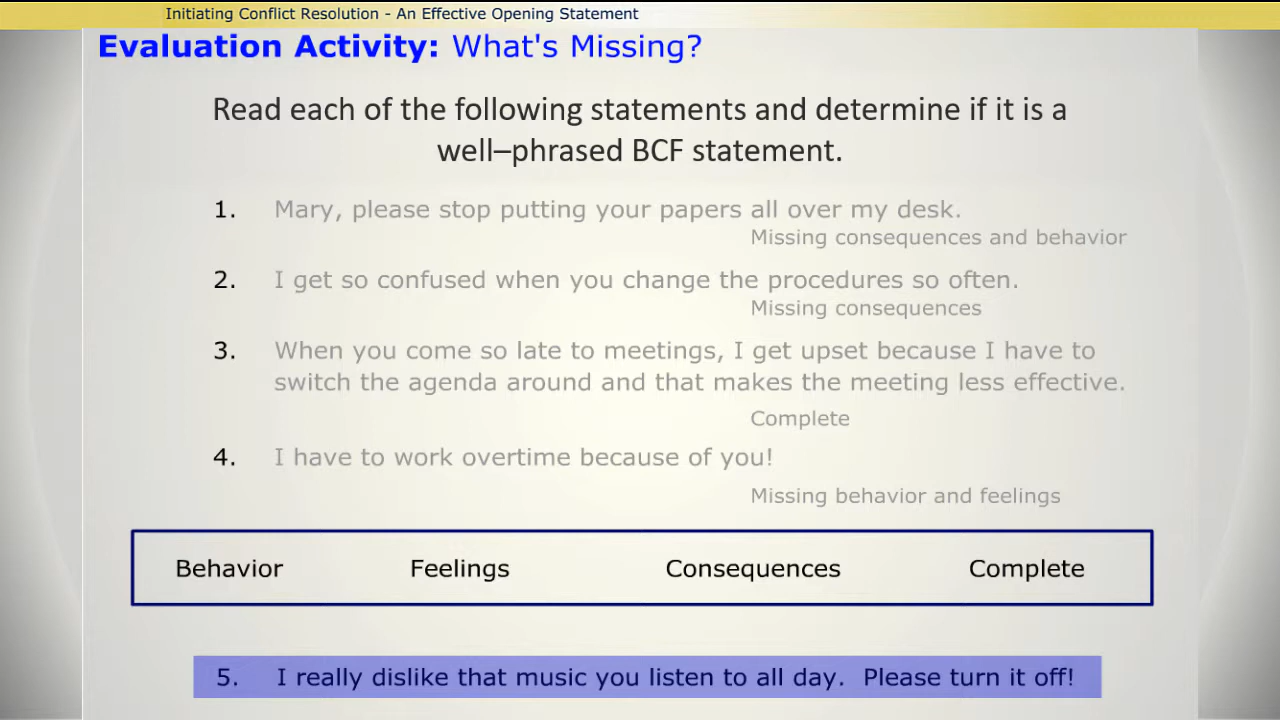 Initiating Conflict Resolution - An Effective Opening Statement
Evaluation Activity: What's Missing?
Read each of the following statements and determine if it is a
well–phrased BCF statement.
1. Mary, please stop putting your papers all over my desk.
Missing consequences and behavior
2. I get so confused when you change the procedures so often.
Missing consequences
3. When you come so late to meetings, I get upset because I have to
switch the agenda around and that makes the meeting less effective.
Complete
4. I have to work overtime because of you!
Missing behavior and feelings
Behavior Feelings Consequences Complete
5. I really dislike that music you listen to all day. Please turn it off!